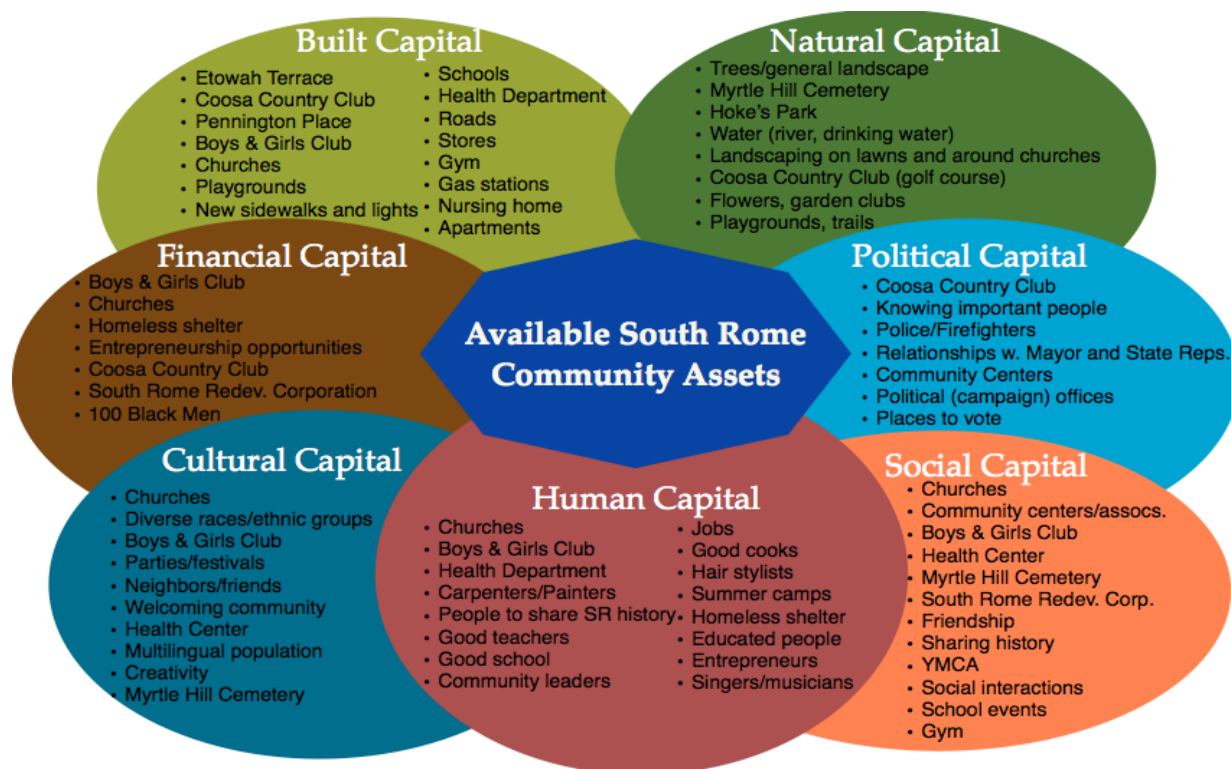 Built Capital
• Etowah Terrace
• Coosa Country Club
• Pennington Place
• Boys & Girls Club
• Churches
• Playgrounds
• New sidewalks and lights
• Schools
• Health Department
• Roads
• Stores
• Gym
• Gas stations
• Nursing home
• Apartments
Natural Capital
• Trees/general landscape
• Myrtle Hill Cemetery
• Hoke's Park
• Water (river, drinking water)
• Landscaping on lawns and around churches
• Coosa Country Club (golf course)
• Flowers, garden clubs
• Playgrounds, trails
Financial Capital
• Boys & Girls Club
• Churches
• Homeless shelter
• Entrepreneurship opportunities
• Coosa Country Club
• South Rome Redev. Corporation
• 100 Black Men
Available South Rome
Community Assets
Political Capital
• Coosa Country Club
• Knowing important people
• Police/Firefighters
• Relationships w. Mayor and State Reps.
• Community Centers
• Political (campaign) offices
• Places to vote
Cultural Capital
• Churches
• Diverse races/ethnic groups
• Boys & Girls Club
• Parties/festivals
• Neighbors/friends
• Welcoming community
• Health Center
• Multilingual population
• Creativity
• Myrtle Hill Cemetery
Human Capital
• Churches
• Boys & Girls Club
• Health Department
• Carpenters/Painters
• People to share SR history
• Good teachers
• Good school
• Community leaders
• Jobs
• Good cooks
• Hair stylists
• Summer camps
• Homeless shelter
• Educated people
• Entrepreneurs
• Singers/musicians
Social Capital
• Churches
• Community centers/assocs.
• Boys & Girls Club
• Health Center
• Myrtle Hill Cemetery
• South Rome Redev. Corp.
• Friendship
• Sharing history
• YMCA
• Social interactions
• School events
• Gym